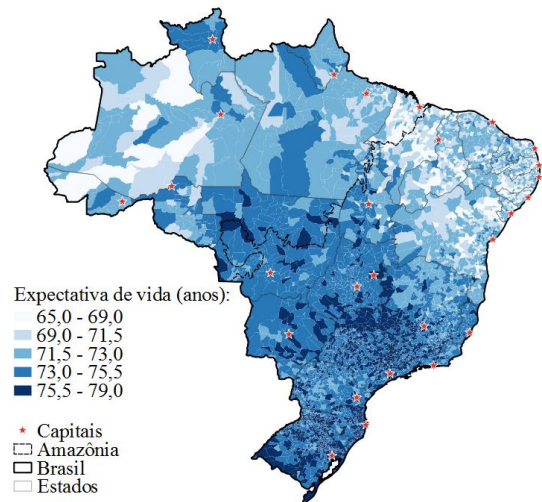 Expectativa de vida (anos):
65,0 - 69,0
69,0 - 71,5
71,5 - 73,0
73,0 - 75,5
75,5 - 79,0
Capitais
Amazônia
Brasil
Estados